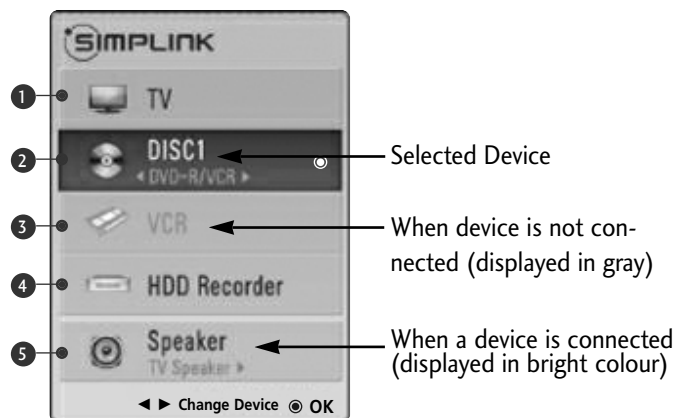 SIMPLINK
1 TV
2 DISC1
◄ DVD-R/VCR ►
Selected Device
3 VCR
When device is not con-
nected (displayed in gray)
4 HDD Recorder
5 Speaker
TV Speaker ►
When a device is connected
(displayed in bright colour)
◄ ► Change Device ◉ OK